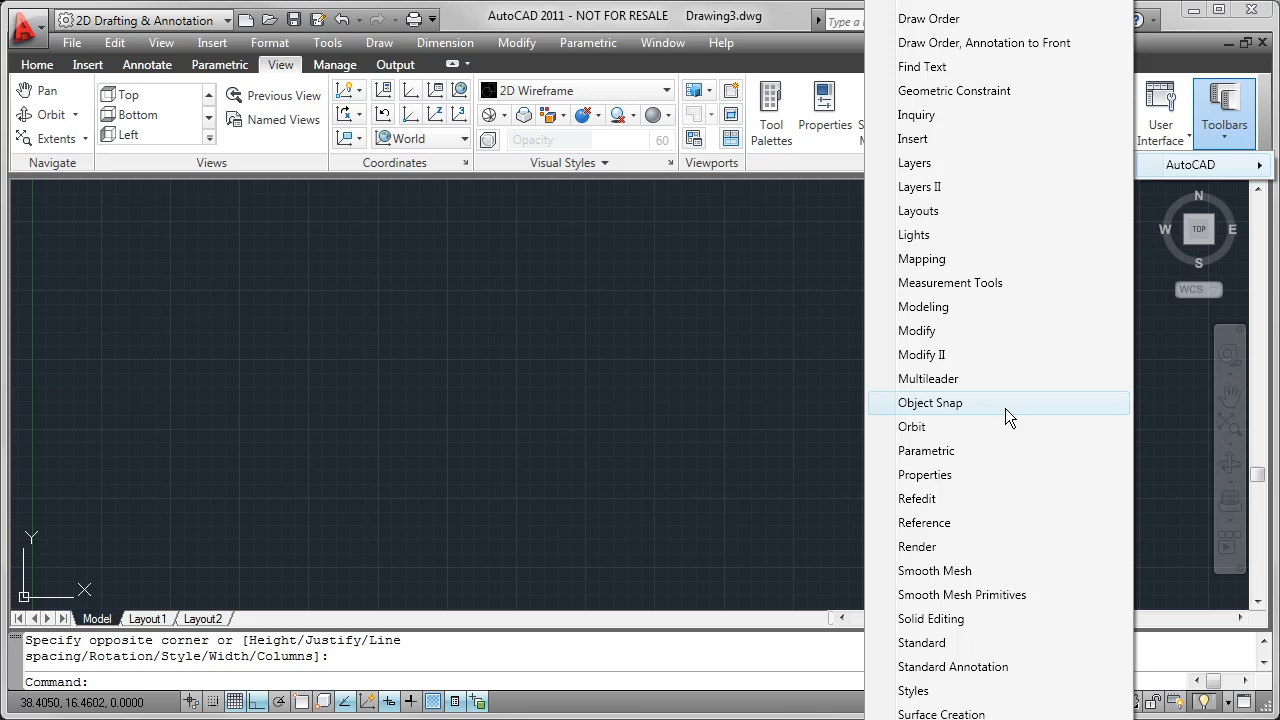 2D Drafting & Annotation
AutoCAD 2011 - NOT FOR RESALE Drawing3.dwg
Type a
File Edit View Insert Format Tools Draw Dimension Modify Parametric Window Help
Home Insert Annotate Parametric View Manage Output
Pan
Orbit
Extents
Navigate
Top
Bottom
Left
Previous View
Named Views
Views
World
Coordinates
2D Wireframe
Opacity 60
Visual Styles
Viewports
Tool
Palettes
Properties
User
Interface
Toolbars
AutoCAD
Draw Order
Draw Order, Annotation to Front
Find Text
Geometric Constraint
Inquiry
Insert
Layers
Layers II
Layouts
Lights
Mapping
Measurement Tools
Modeling
Modify
Modify II
Multileader
Object Snap
Orbit
Parametric
Properties
Refedit
Reference
Render
Smooth Mesh
Smooth Mesh Primitives
Solid Editing
Standard
Standard Annotation
Styles
Surface Creation
N
W TOP E
S
WCS
Y
X
Model Layout1 Layout2
Specify opposite corner or [Height/Justify/Line
spacing/Rotation/Style/Width/Columns]:
Command:
38.4050, 16.4602, 0.0000